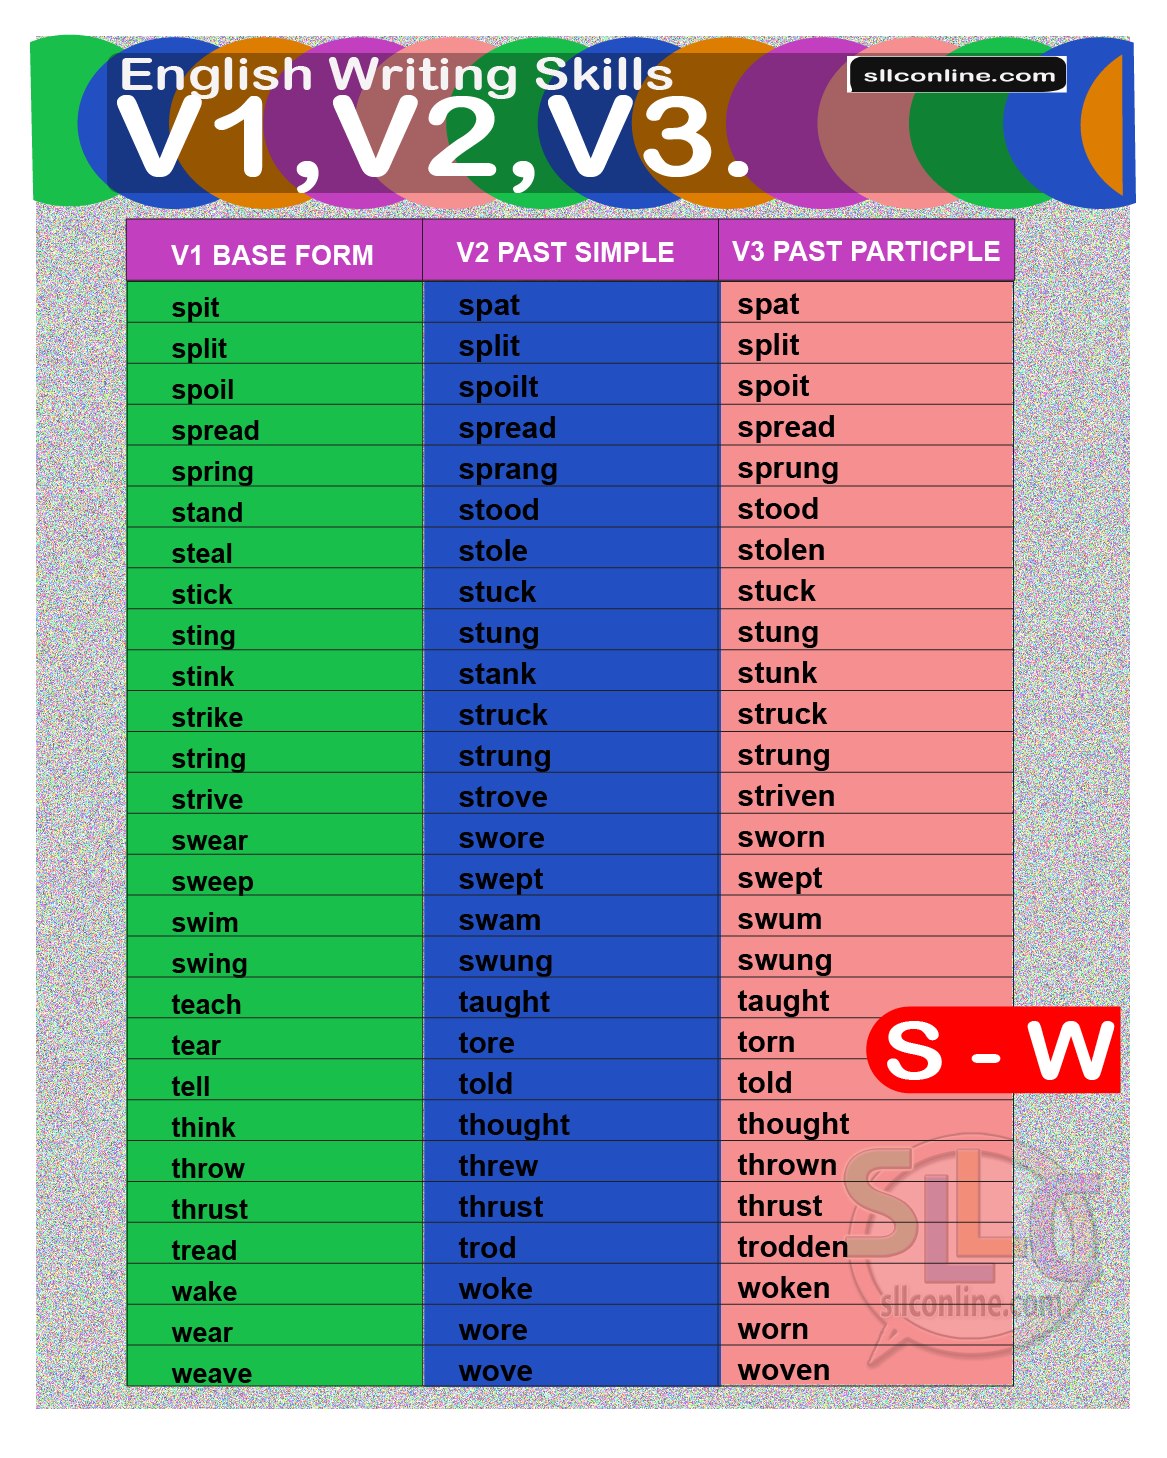 English Writing Skills
sllconline.com
V1,V2,V3.
V1 BASE FORM V2 PAST SIMPLE V3 PAST PARTICPLE
spit spat spat
split split split
spoil spoilt spoit
spread spread spread
spring sprang sprung
stand stood stood
steal stole stolen
stick stuck stuck
sting stung stung
stink stank stunk
strike struck struck
string strung strung
strive strove striven
swear swore sworn
sweep swept swept
swim swam swum
swing swung swung
teach taught taught
tear tore torn
S - W
tell told told
think thought thought
throw threw thrown
thrust thrust thrust
tread trod trodden
wake woke woken
wear wore worn
weave wove woven
SLLC
sllconline.com